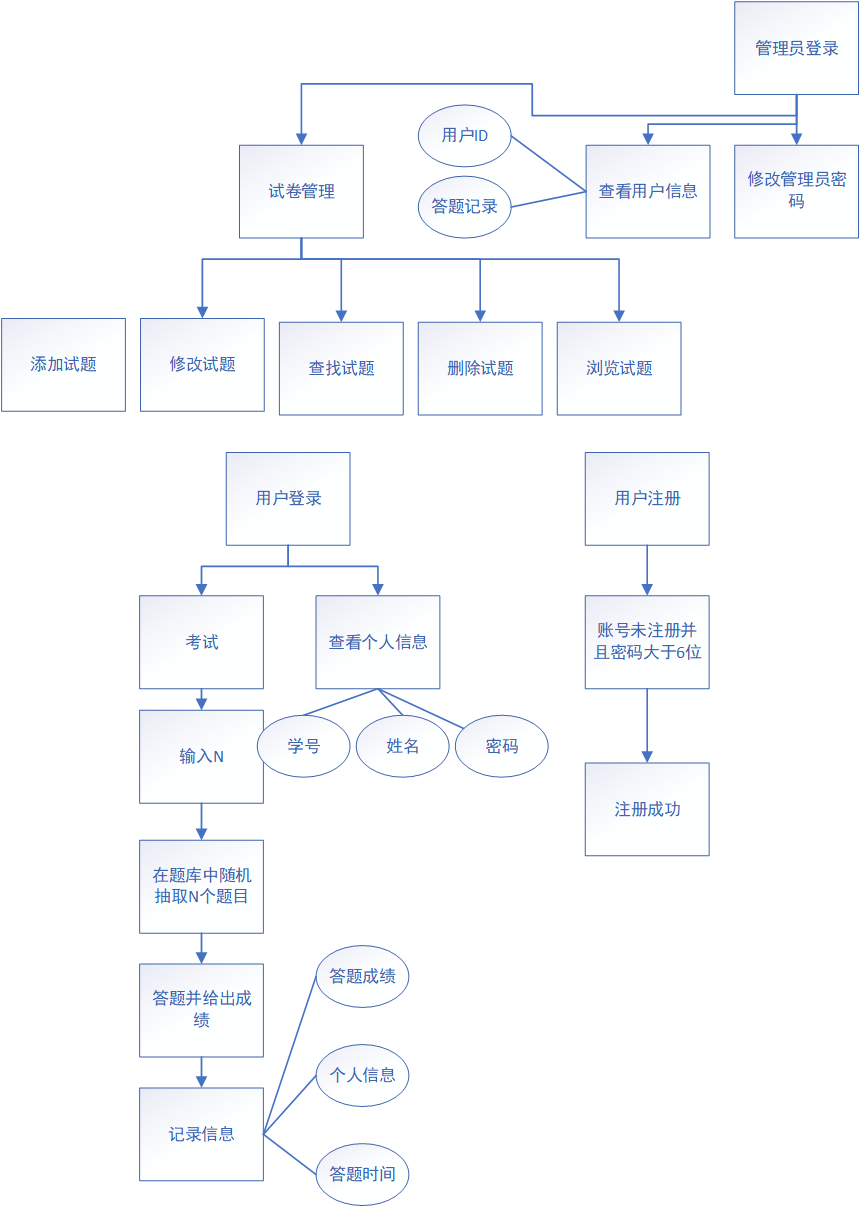 管理员登录
用户ID
答题记录
试卷管理
查看用户信息
修改管理员密
码
添加试题
修改试题
查找试题
删除试题
浏览试题
用户登录
用户注册
考试
查看个人信息
账号未注册并
且密码大于6位
输入N
学号
姓名
密码
注册成功
在题库中随机
抽取N个题目
答题并给出成
绩
答题成绩
个人信息
记录信息
答题时间